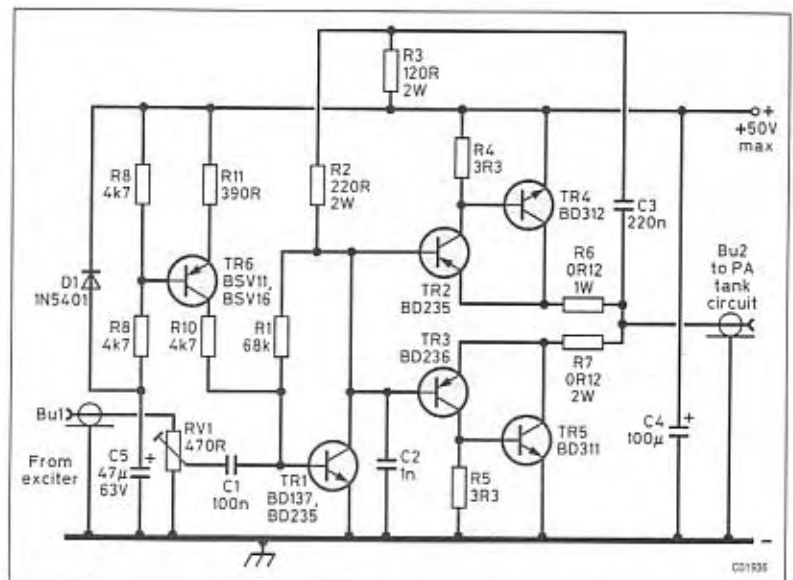 R3
120R
2W
+
+50V
max
R8
4k7
R11
390R
R2
220R
2W
R4
3R3
TR4
BD312
C3
220n
D1
1N5401
TR6
BSV11,
BSV16
TR2
BD235
R6
0R12
1W
Bu2
to PA
tank
circuit
R8
4k7
R10
4k7
R1
68k
TR3
BD236
R7
0R12
2W
Bu1
From
exciter
C5
47μ
63V
+
RV1
470R
C1
100n
TR1
BD137,
BD235
C2
1n
R5
3R3
TR5
BD311
C4
100μ
+
-
C01936